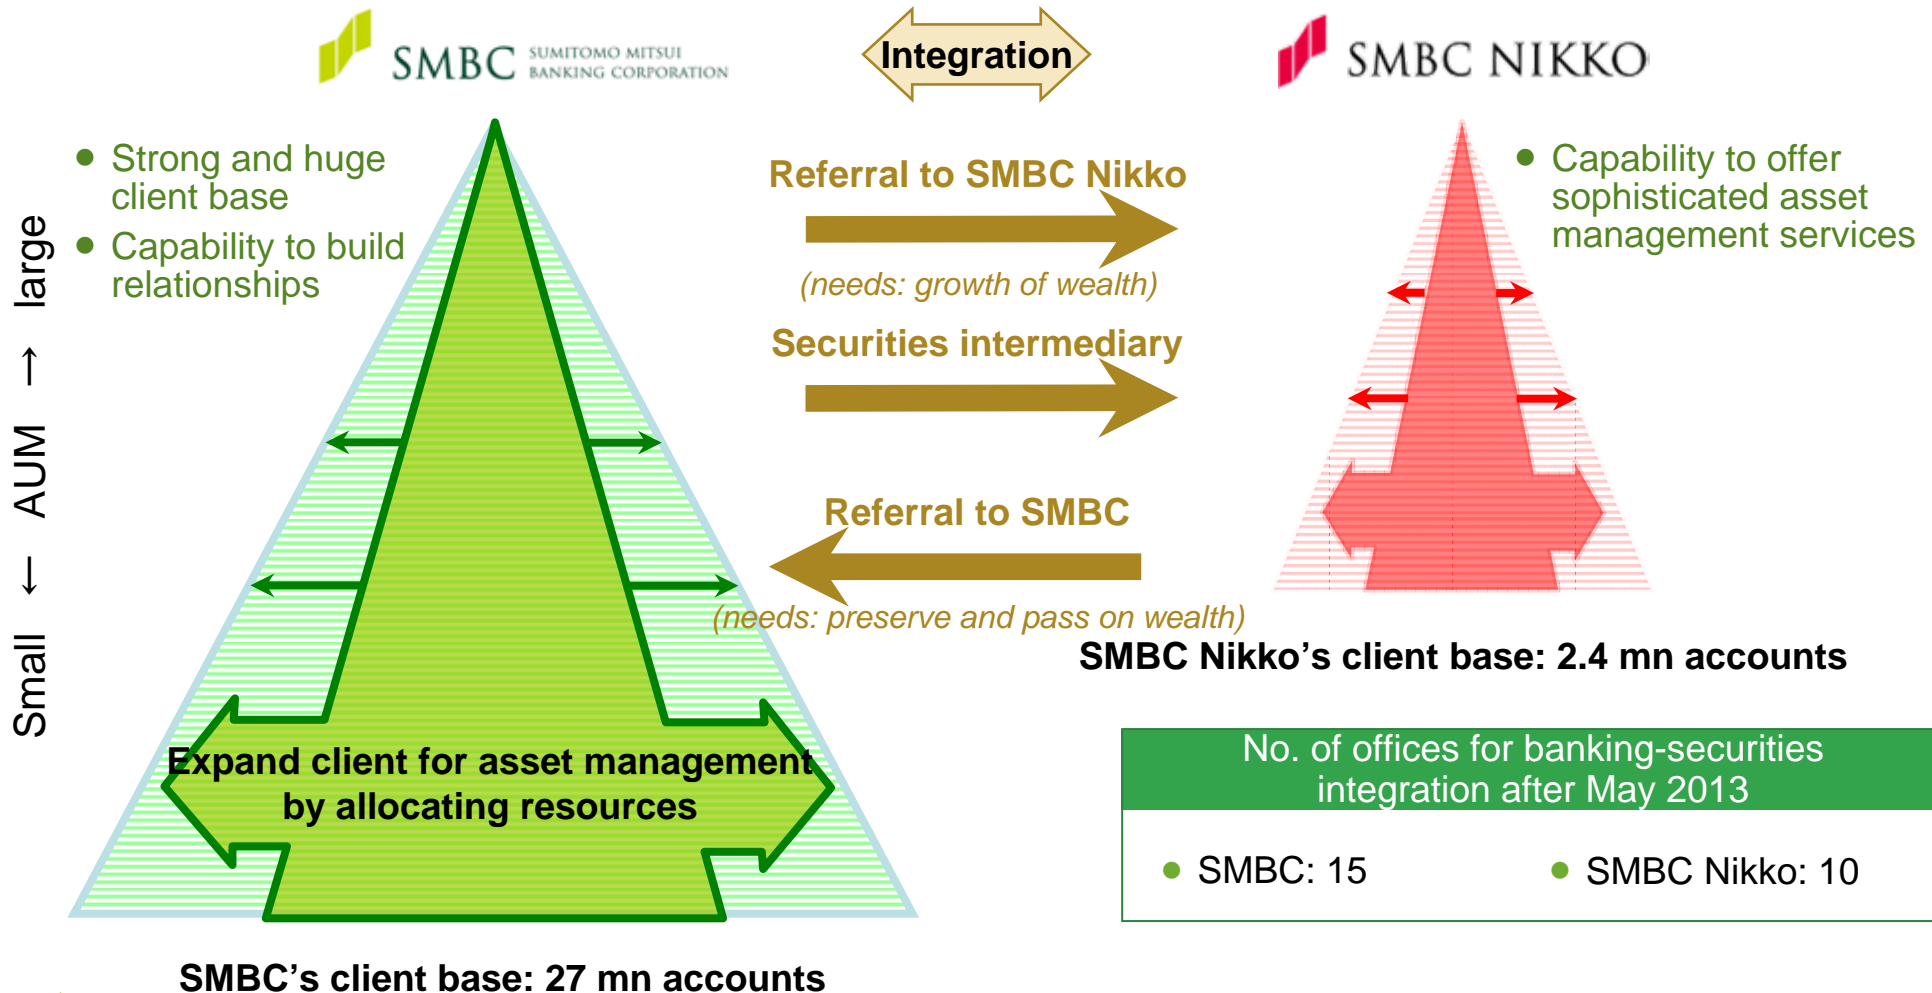 SMBC SUMITOMO MITSUI
BANKING CORPORATION
Integration
SMBC NIKKO
• Strong and huge
client base
• Capability to build
relationships
Small ← AUM → large
Referral to SMBC Nikko
(needs: growth of wealth)
Securities intermediary
Referral to SMBC
(needs: preserve and pass on wealth)
• Capability to offer
sophisticated asset
management services
Expand client for asset management
by allocating resources
SMBC’s client base: 27 mn accounts
SMBC Nikko’s client base: 2.4 mn accounts
No. of offices for banking-securities
integration after May 2013
• SMBC: 15
• SMBC Nikko: 10